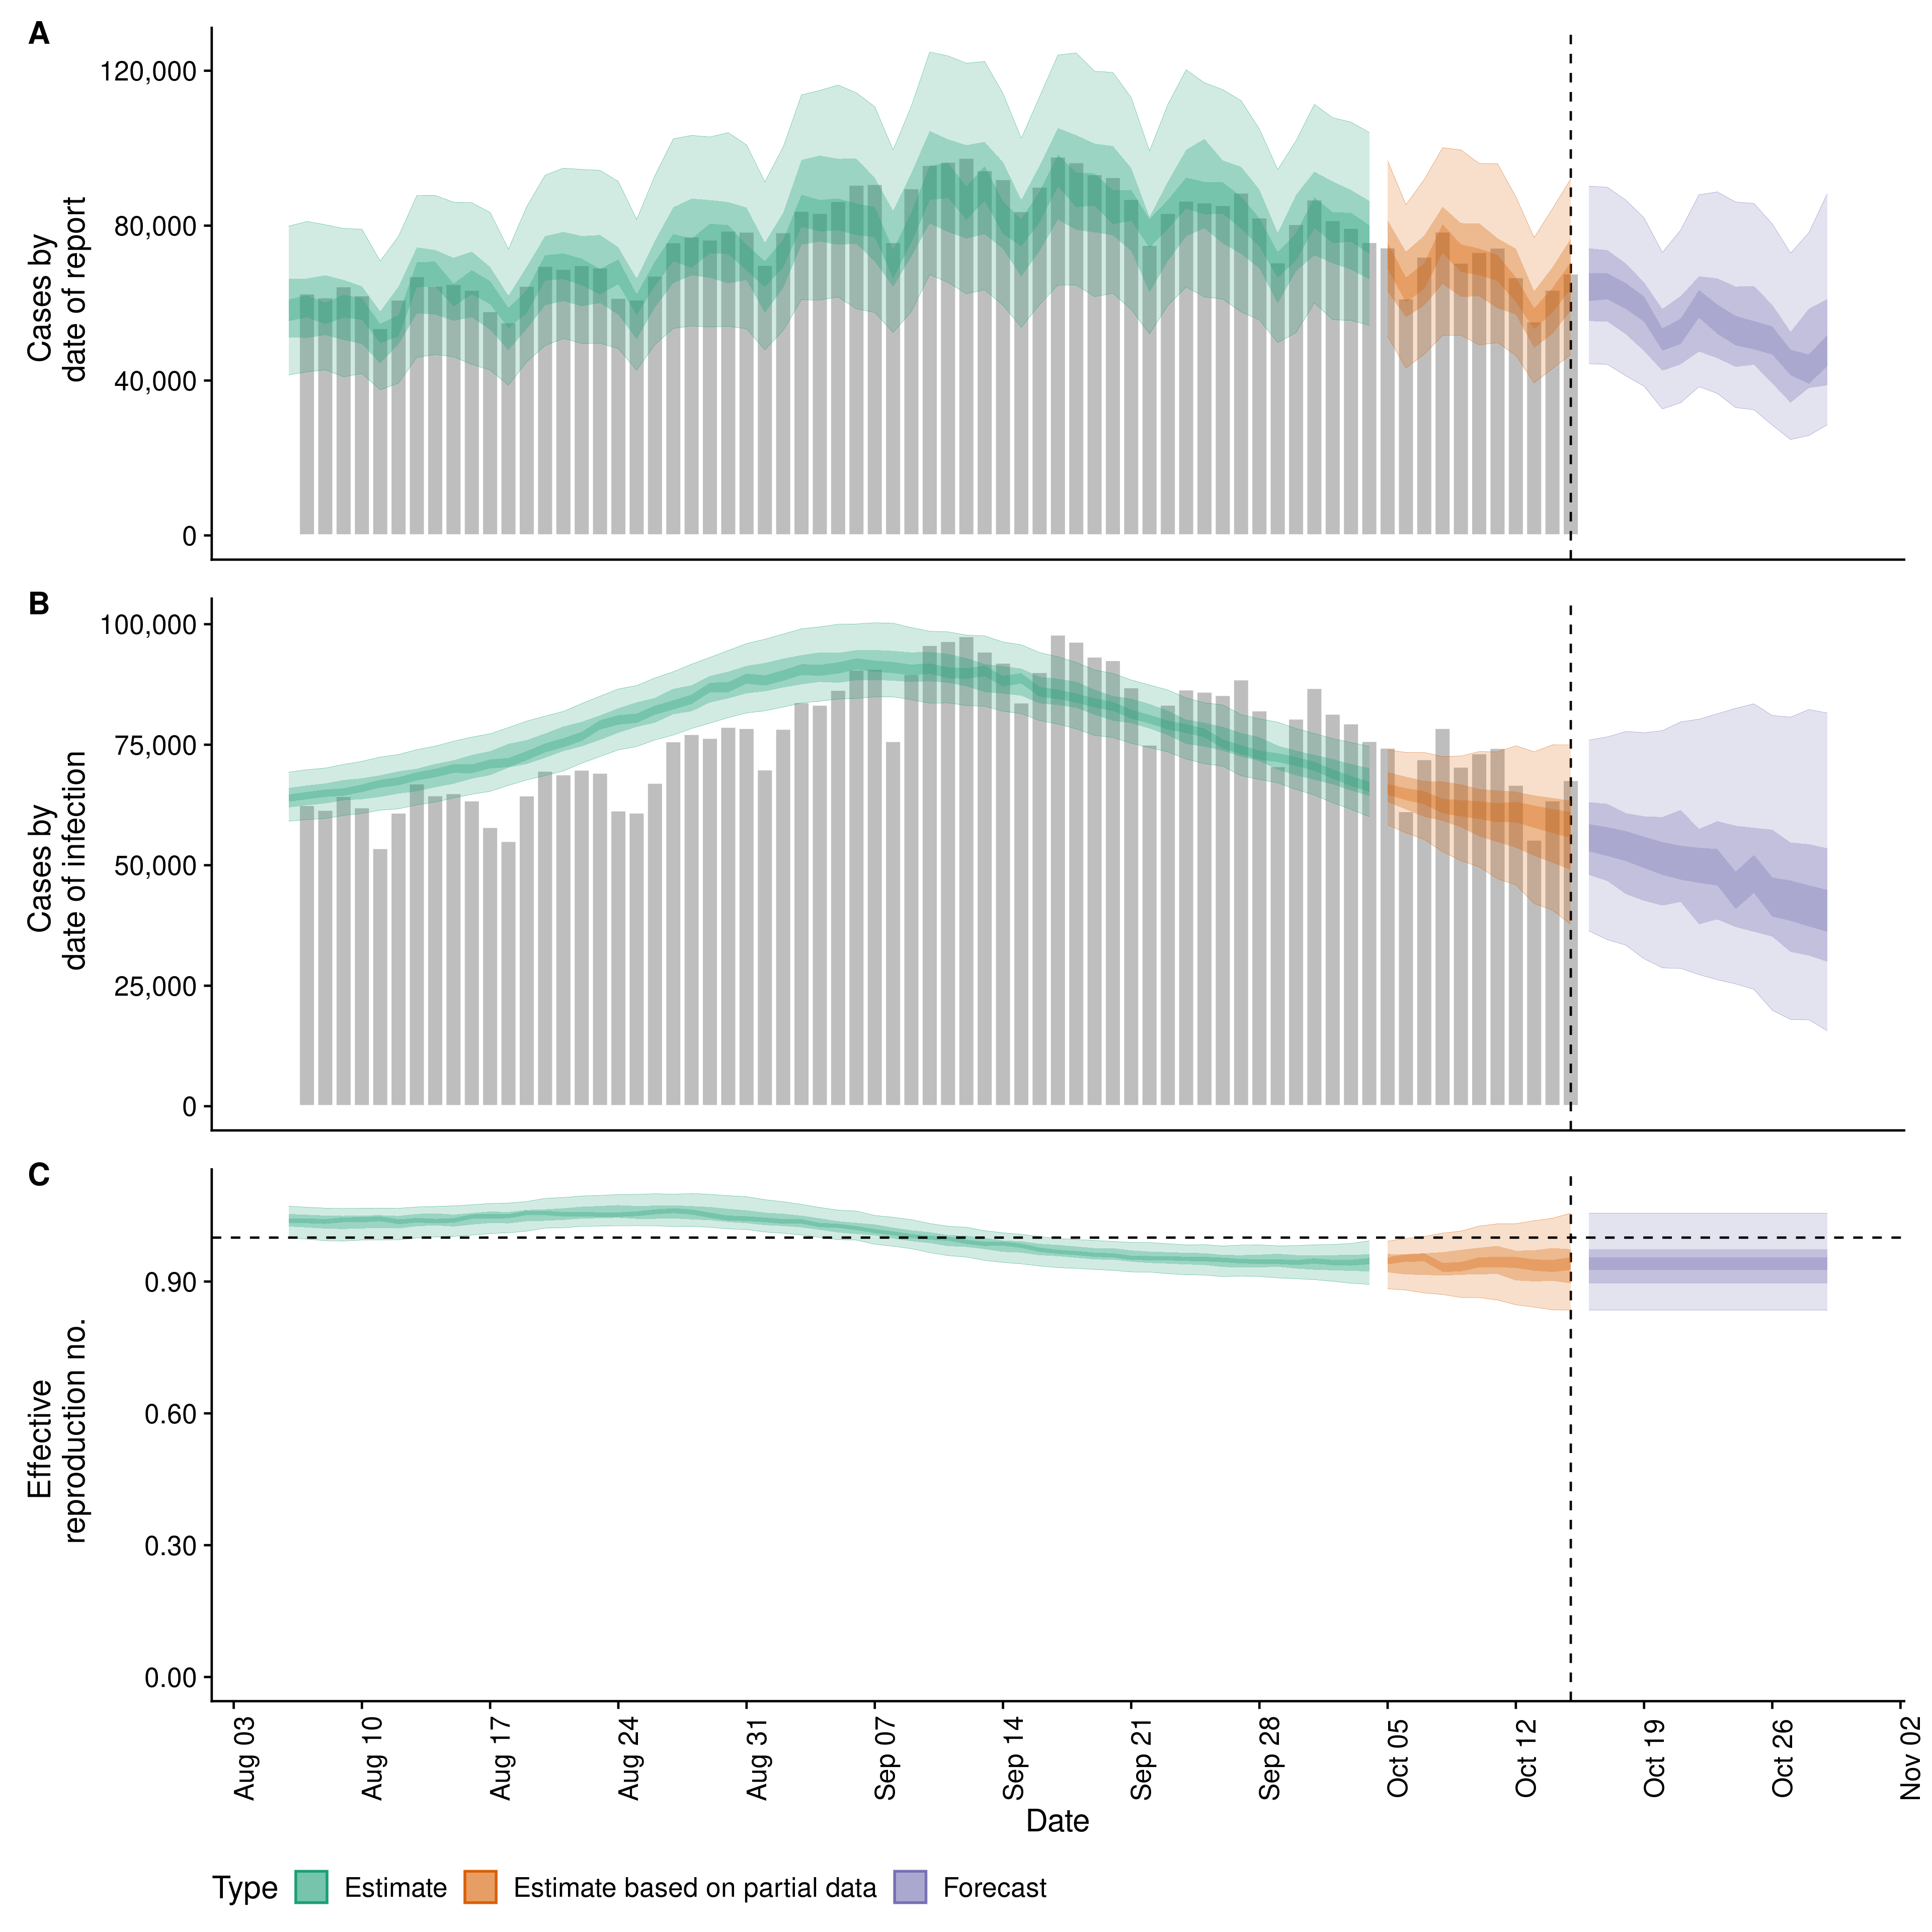 A
Cases by
date of report
120,000
80,000
40,000
0
B
Cases by
date of infection
100,000
75,000
50,000
25,000
0
C
Effective
reproduction no.
0.90
0.60
0.30
0.00
Aug 03
Aug 10
Aug 17
Aug 24
Aug 31
Sep 07
Sep 14
Sep 21
Sep 28
Oct 05
Oct 12
Oct 19
Oct 26
Nov 02
Date
Type Estimate Estimate based on partial data Forecast